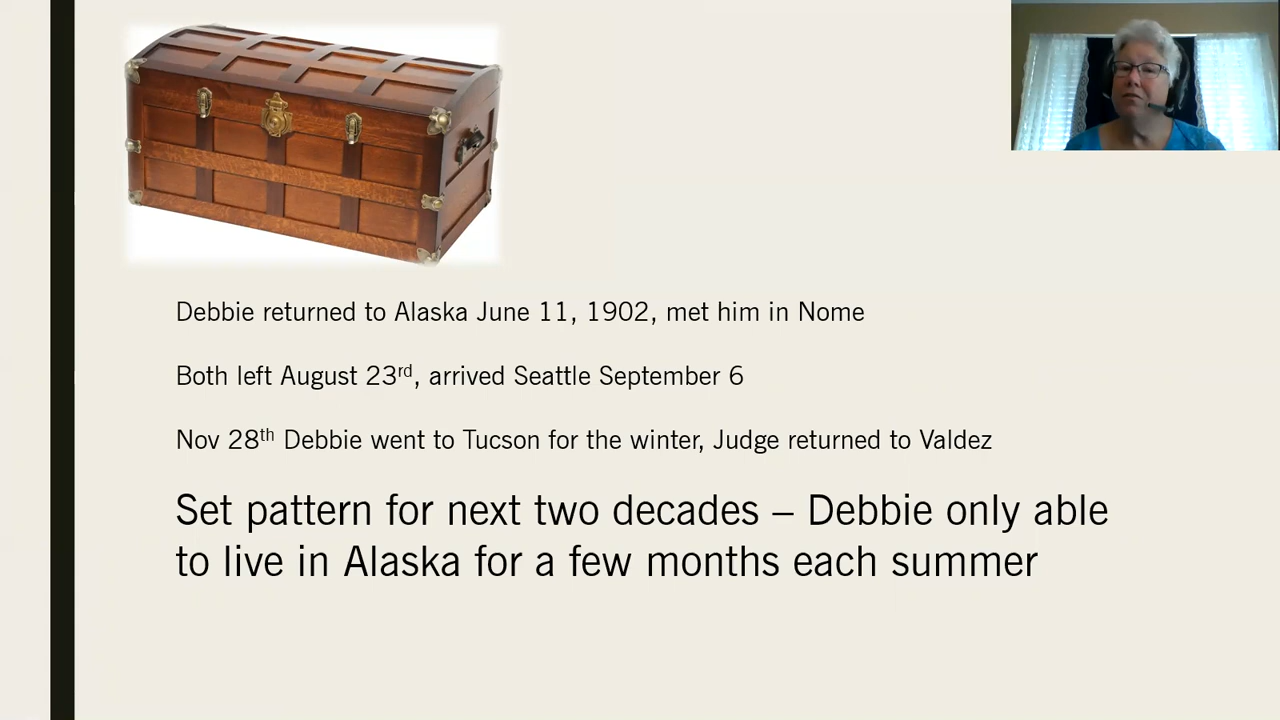 Debbie returned to Alaska June 11, 1902, met him in Nome
Both left August 23rd, arrived Seattle September 6
Nov 28th Debbie went to Tucson for the winter, Judge returned to Valdez
Set pattern for next two decades – Debbie only able
to live in Alaska for a few months each summer